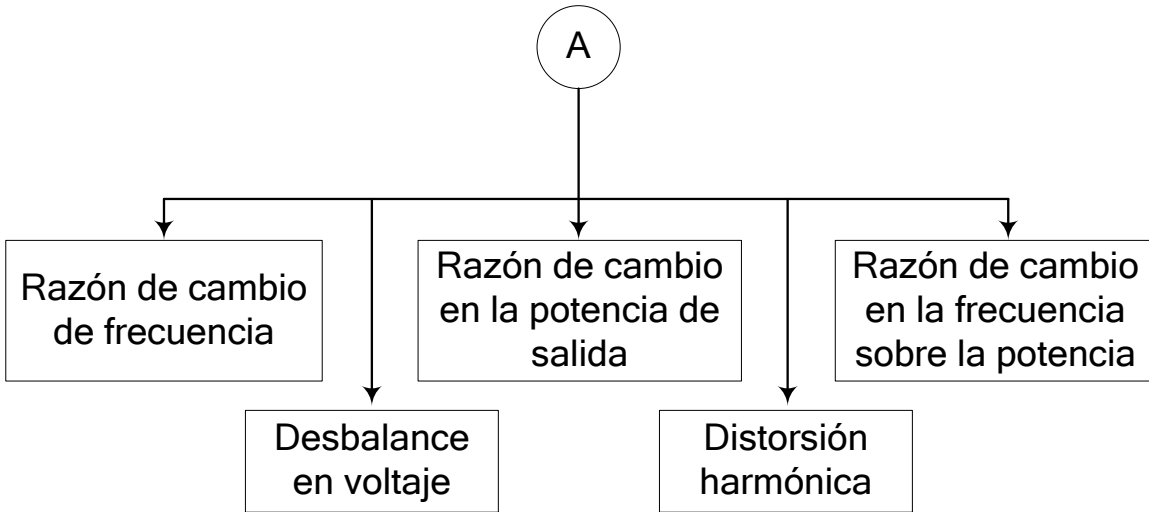 A
Razón de cambio
de frecuencia
Razón de cambio
en la potencia de
salida
Razón de cambio
en la frecuencia
sobre la potencia
Desbalance
en voltaje
Distorsión
harmónica